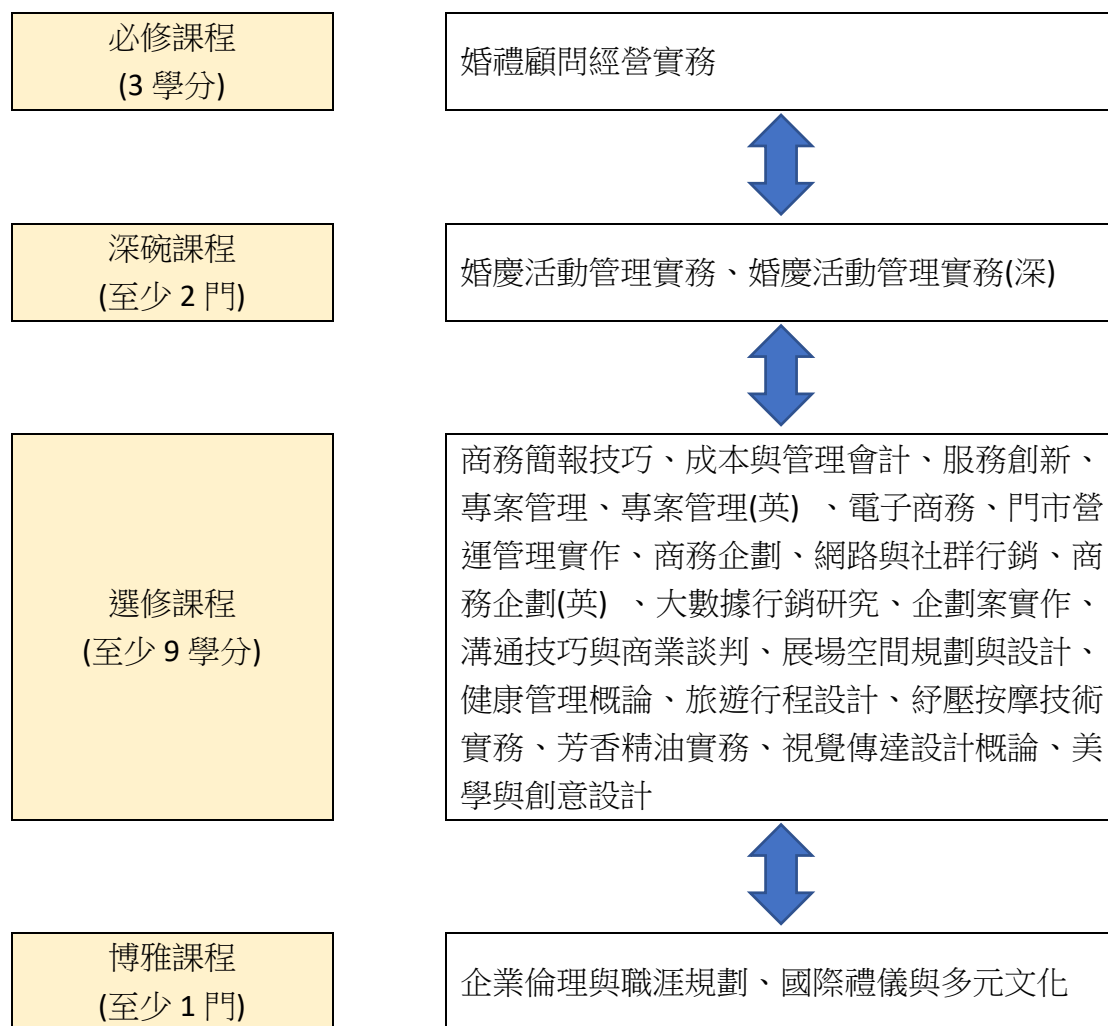 必修課程
(3 學分)
婚禮顧問經營實務
深碗課程
(至少 2 門)
婚慶活動管理實務、婚慶活動管理實務(深)
選修課程
(至少 9 學分)
商務簡報技巧、成本與管理會計、服務創新、
專案管理、專案管理(英) 、電子商務、門市營
運管理實作、商務企劃、網路與社群行銷、商
務企劃(英) 、大數據行銷研究、企劃案實作、
溝通技巧與商業談判、展場空間規劃與設計、
健康管理概論、旅遊行程設計、紓壓按摩技術
實務、芳香精油實務、視覺傳達設計概論、美
學與創意設計
博雅課程
(至少 1 門)
企業倫理與職涯規劃、國際禮儀與多元文化